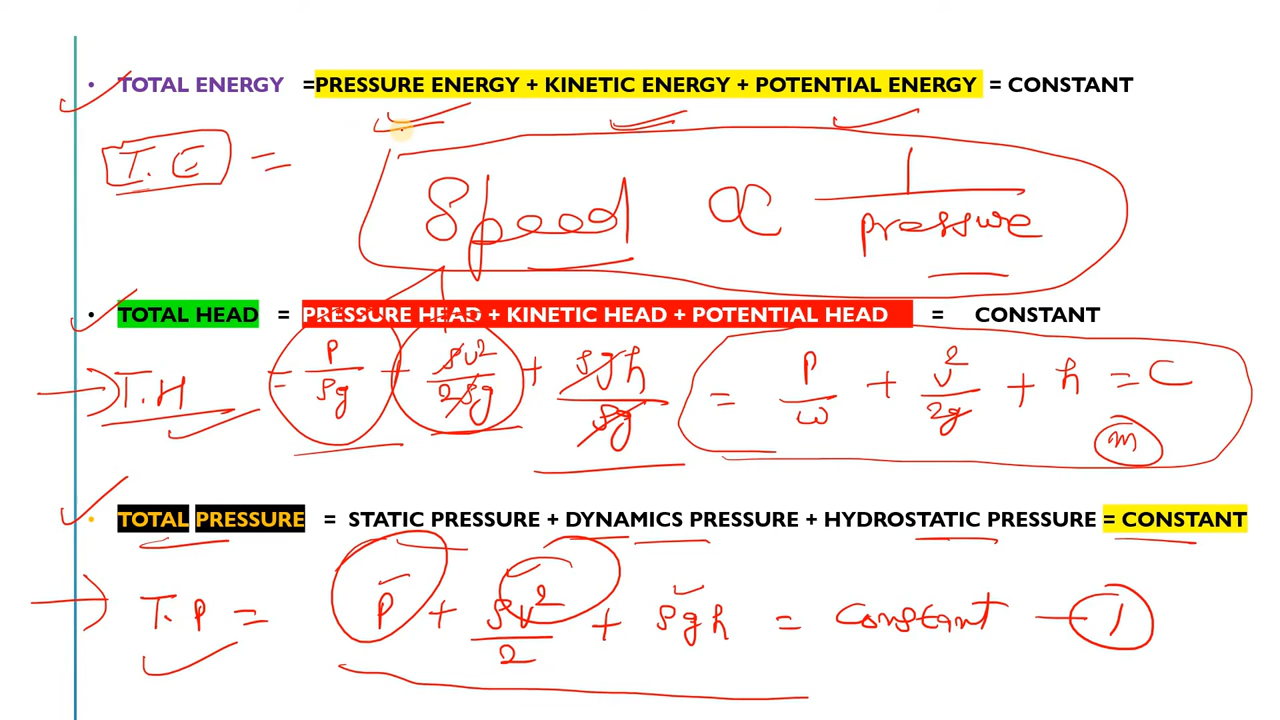 • TOTAL ENERGY =PRESSURE ENERGY + KINETIC ENERGY + POTENTIAL ENERGY = CONSTANT
T.E =
Speed ∝ 1/pressure
• TOTAL HEAD = PRESSURE HEAD + KINETIC HEAD + POTENTIAL HEAD = CONSTANT
T.H = P/ρg + ρv²/2ρg + ρgh/ρg = P/ω + v²/2g + h = C
m
• TOTAL PRESSURE = STATIC PRESSURE + DYNAMICS PRESSURE + HYDROSTATIC PRESSURE = CONSTANT
T.P = P + ρv²/2 + ρgh = constant — 1